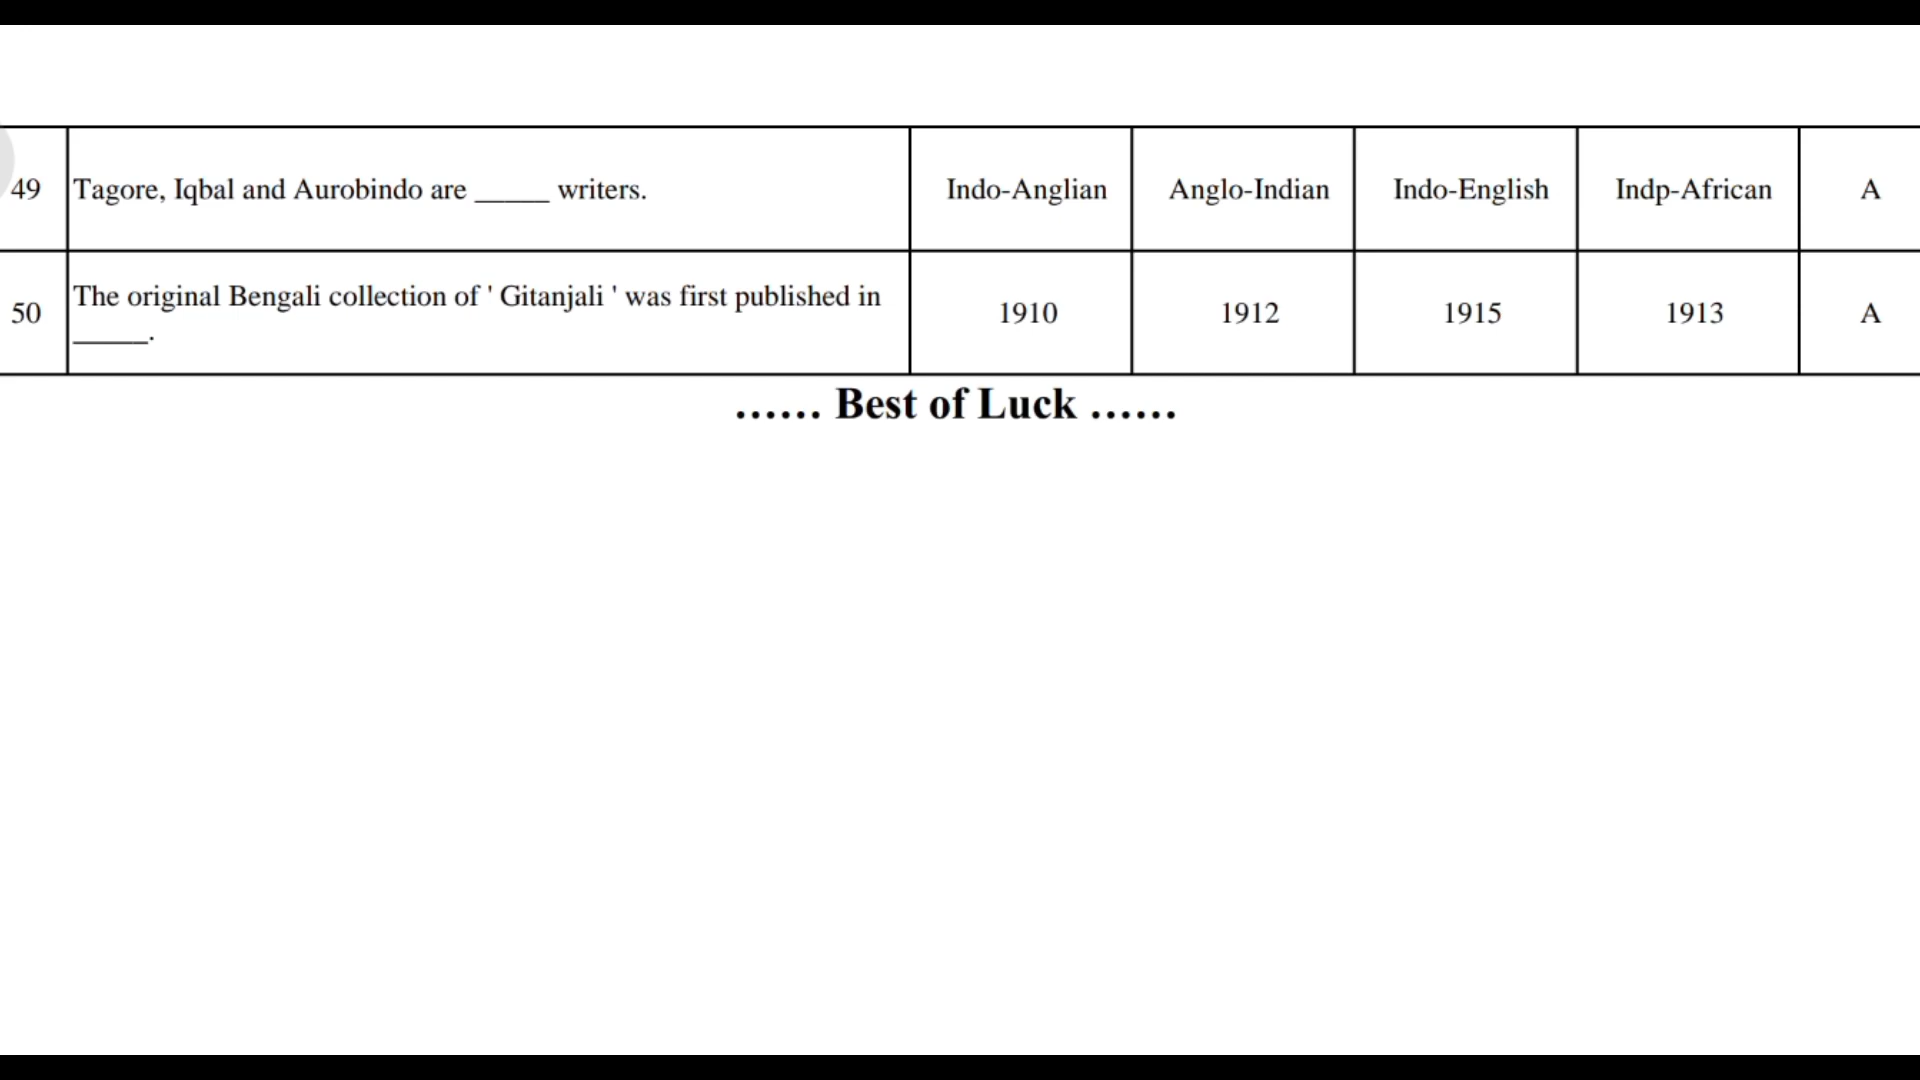 49 Tagore, Iqbal and Aurobindo are _____ writers. Indo-Anglian Anglo-Indian Indo-English Indp-African A
50 The original Bengali collection of ' Gitanjali ' was first published in
_____. 1910 1912 1915 1913 A
...... Best of Luck ......